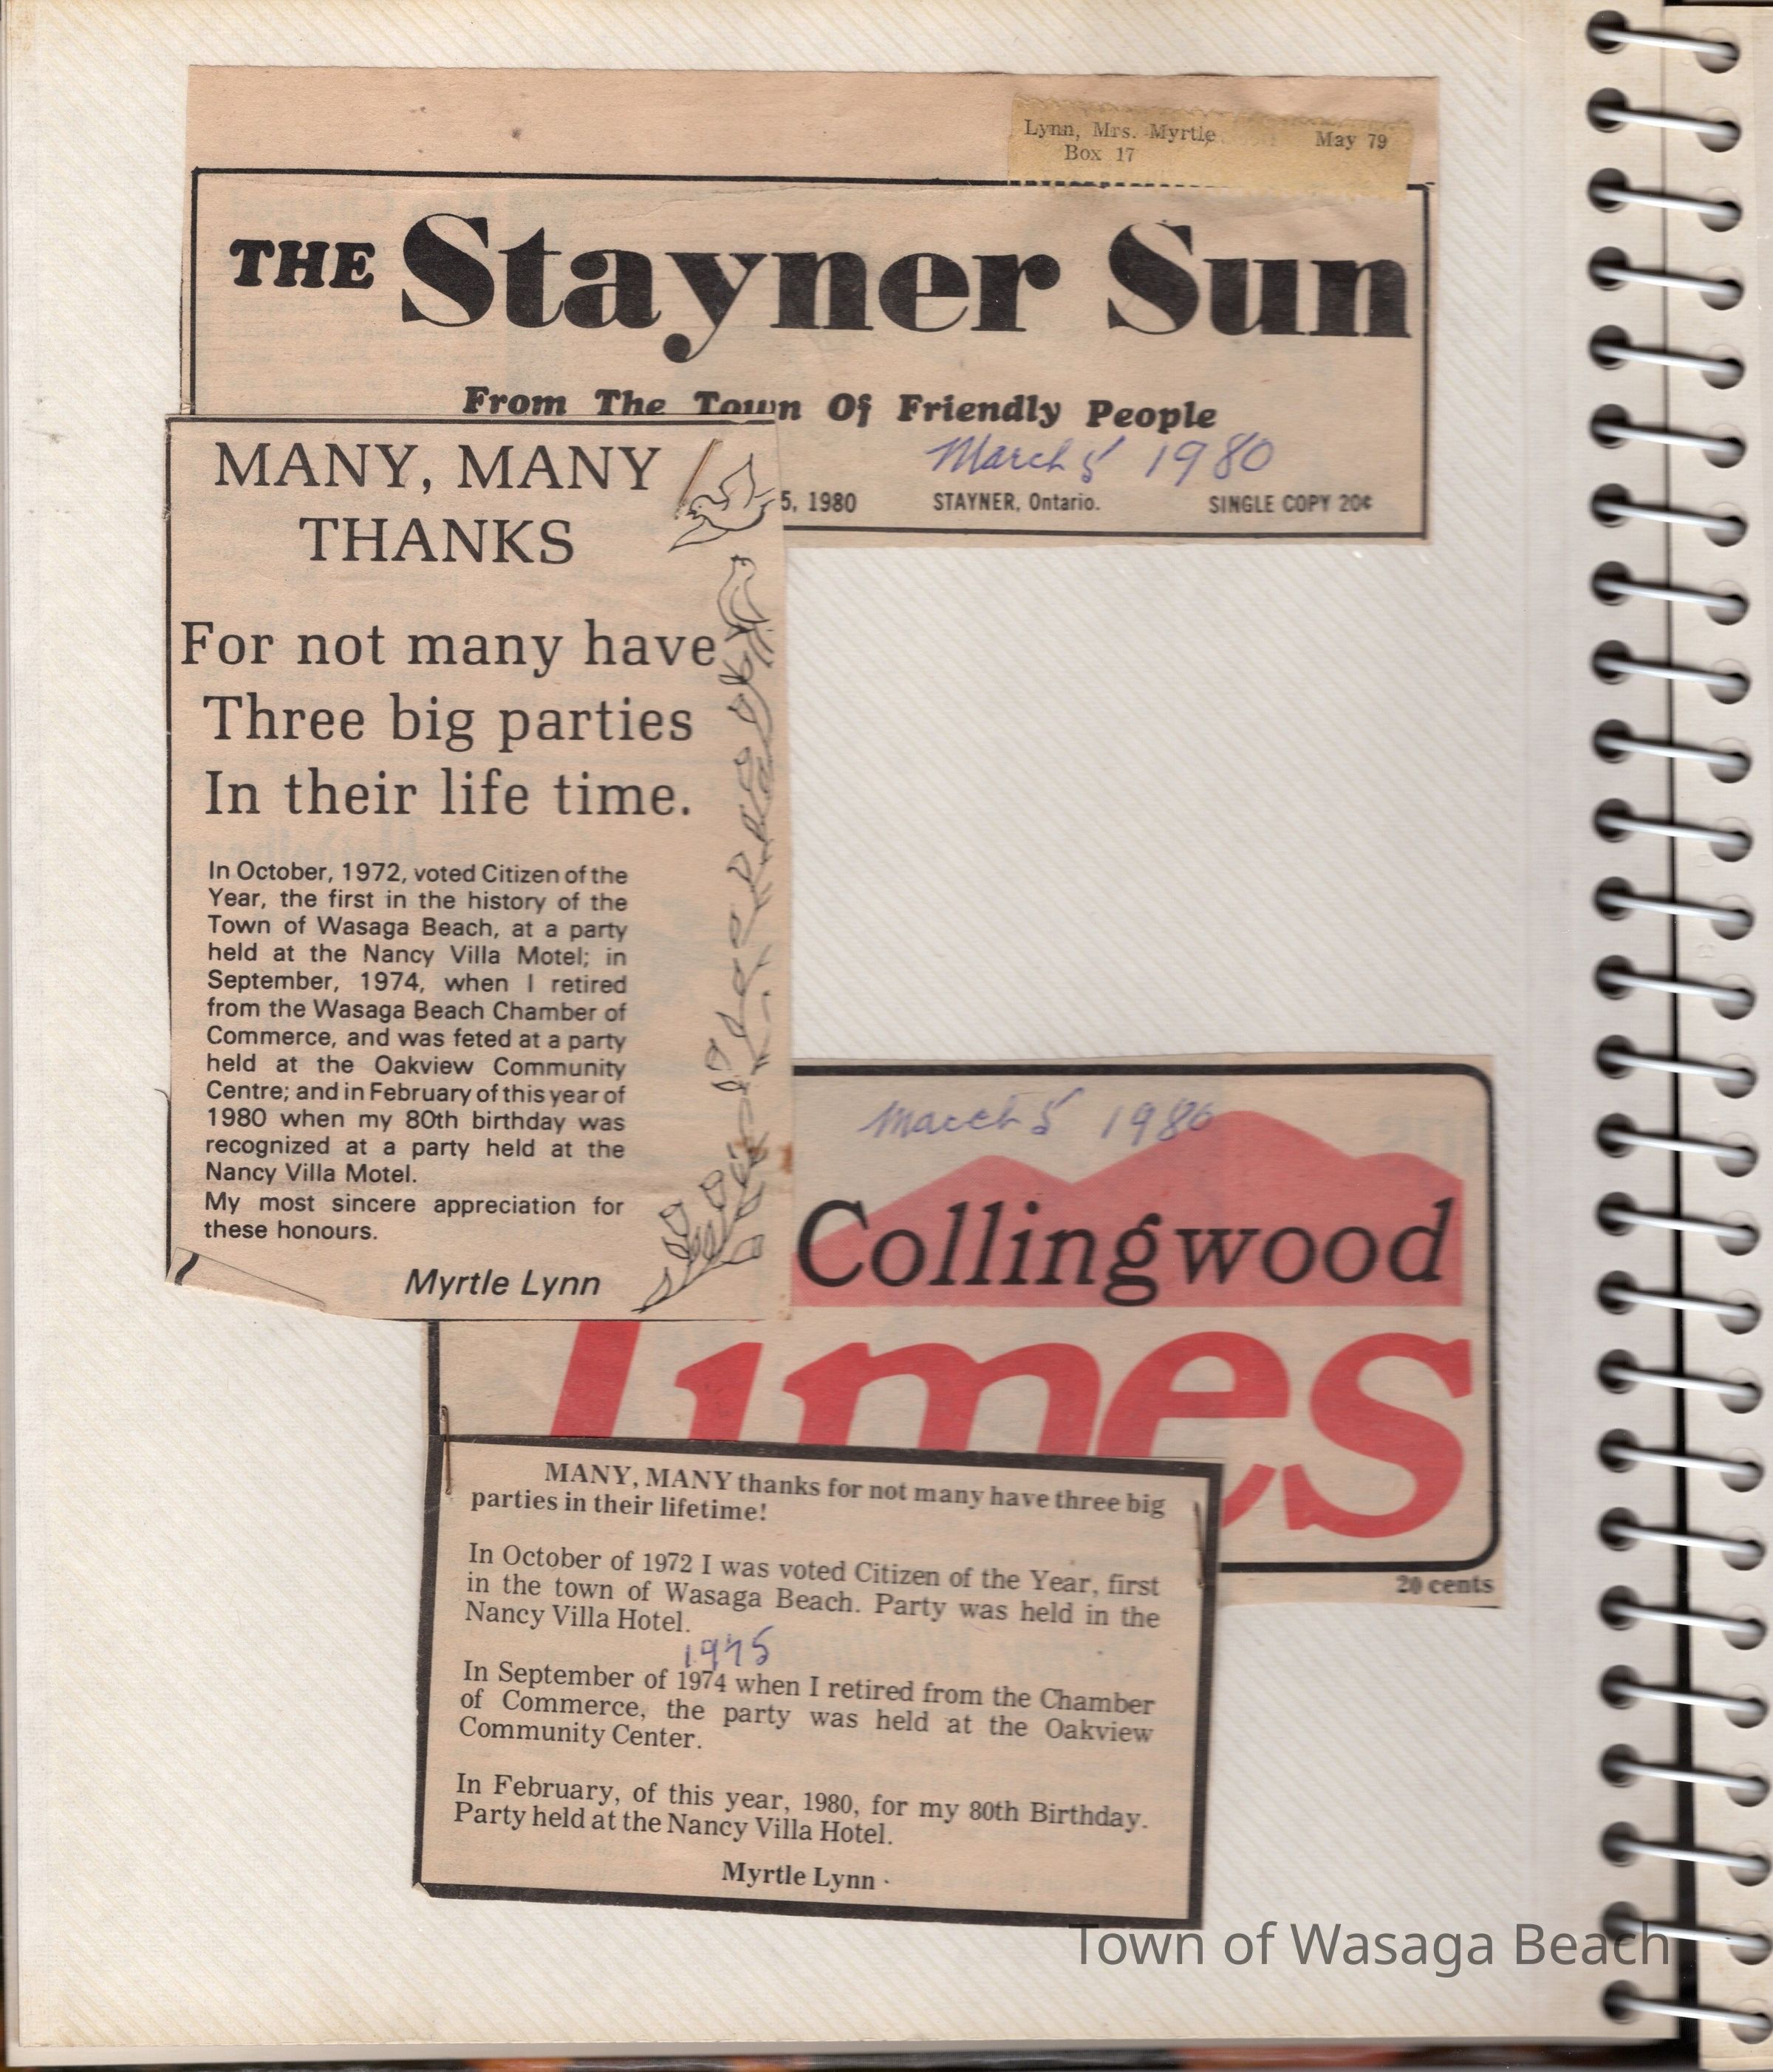 Lynn, Mrs. Myrtle May 79
Box 17
THE Stayner Sun
From The Town Of Friendly People
March 5 1980
5, 1980 STAYNER, Ontario. SINGLE COPY 20¢
MANY, MANY
THANKS
For not many have
Three big parties
In their life time.
In October, 1972, voted Citizen of the
Year, the first in the history of the
Town of Wasaga Beach, at a party
held at the Nancy Villa Motel; in
September, 1974, when I retired
from the Wasaga Beach Chamber of
Commerce, and was feted at a party
held at the Oakview Community
Centre; and in February of this year of
1980 when my 80th birthday was
recognized at a party held at the
Nancy Villa Motel.
My most sincere appreciation for
these honours.
Myrtle Lynn
March 5 1980
Collingwood
Times
20 cents
MANY, MANY thanks for not many have three big
parties in their lifetime!
In October of 1972 I was voted Citizen of the Year, first
in the town of Wasaga Beach. Party was held in the
Nancy Villa Hotel.
1975
In September of 1974 when I retired from the Chamber
of Commerce, the party was held at the Oakview
Community Center.
In February, of this year, 1980, for my 80th Birthday.
Party held at the Nancy Villa Hotel.
Myrtle Lynn
Town of Wasaga Beach